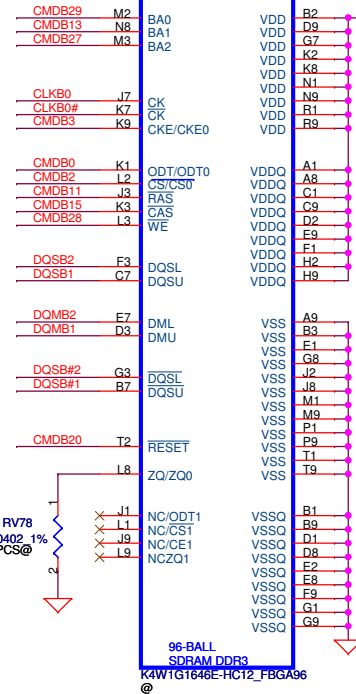 CMDB29 M2 BA0 VDD B2
CMDB13 N8 BA1 VDD D9
CMDB27 M3 BA2 VDD G7
VDD K2
VDD K8
VDD N1
CLKB0 J7 CK VDD N9
CLKB0# K7 CK VDD R1
CMDB3 K9 CKE/CKE0 VDD R9
CMDB0 K1 ODT/ODT0 VDDQ A1
CMDB2 L2 CS/CS0 VDDQ A8
CMDB11 J3 RAS VDDQ C1
CMDB15 K3 CAS VDDQ C9
CMDB28 L3 WE VDDQ D2
VDDQ E9
VDDQ F1
DQSB2 F3 DQSL VDDQ H2
DQSB1 C7 DQSU VDDQ H9
DQMB2 E7 DML VSS A9
DQMB1 D3 DMU VSS B3
VSS E1
VSS G8
DQSB#2 G3 DQSL VSS J2
DQSB#1 B7 DQSU VSS J8
VSS M1
VSS M9
VSS P1
CMDB20 T2 RESET VSS P9
VSS T1
L8 ZQ/ZQ0 VSS T9
1
J1 NC/ODT1 VSSQ B1
RV78 L1 NC/CS1 VSSQ B9
0402_1% J9 NC/CE1 VSSQ D1
PCS@ L9 NCZQ1 VSSQ D8
2 VSSQ E2
VSSQ E8
VSSQ F9
VSSQ G1
VSSQ G9
96-BALL
SDRAM DDR3
K4W1G1646E-HC12_FBGA96
@